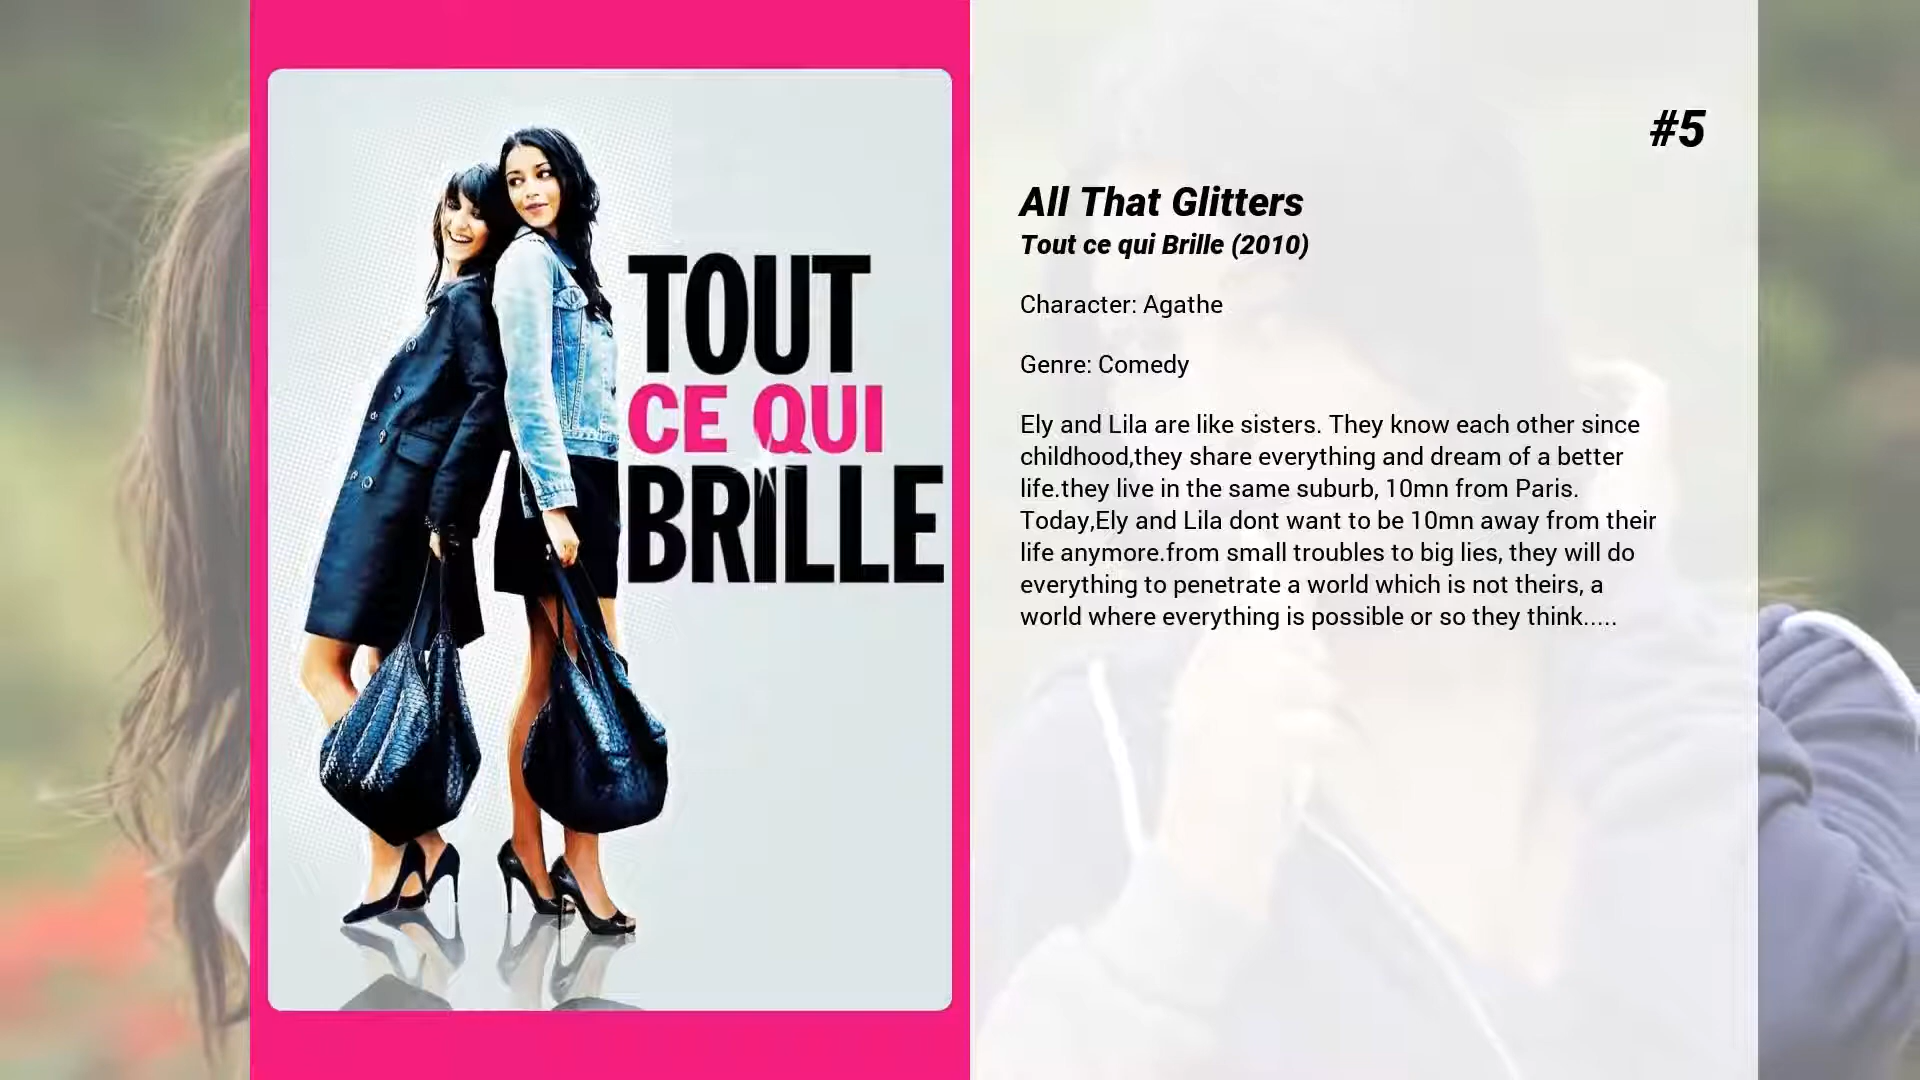 TOUT
CE QUI
BRILLE
#5
All That Glitters
Tout ce qui Brille (2010)
Character: Agathe
Genre: Comedy
Ely and Lila are like sisters. They know each other since
childhood,they share everything and dream of a better
life.they live in the same suburb, 10mn from Paris.
Today,Ely and Lila dont want to be 10mn away from their
life anymore.from small troubles to big lies, they will do
everything to penetrate a world which is not theirs, a
world where everything is possible or so they think.....